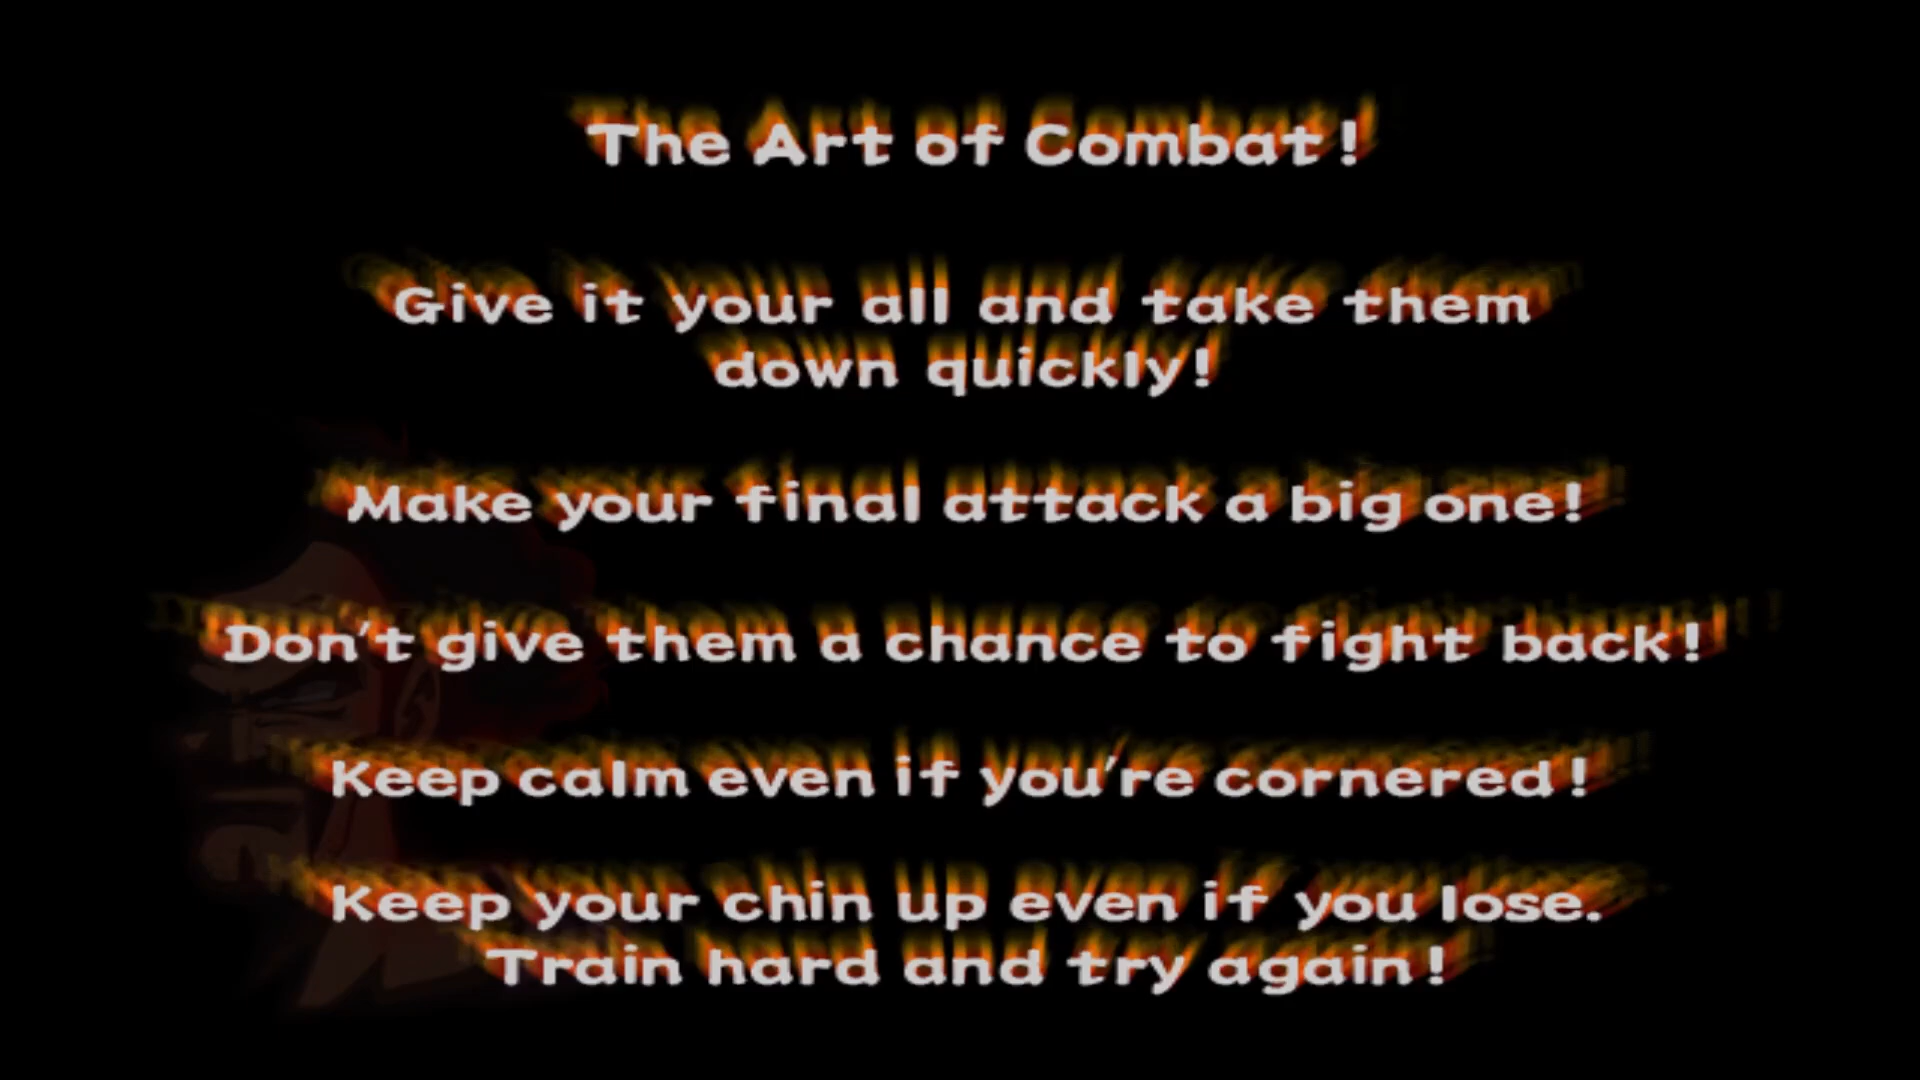 The Art of Combat!
Give it your all and take them
down quickly!
Make your final attack a big one!
Don't give them a chance to fight back!
Keep calm even if you're cornered!
Keep your chin up even if you lose.
Train hard and try again!